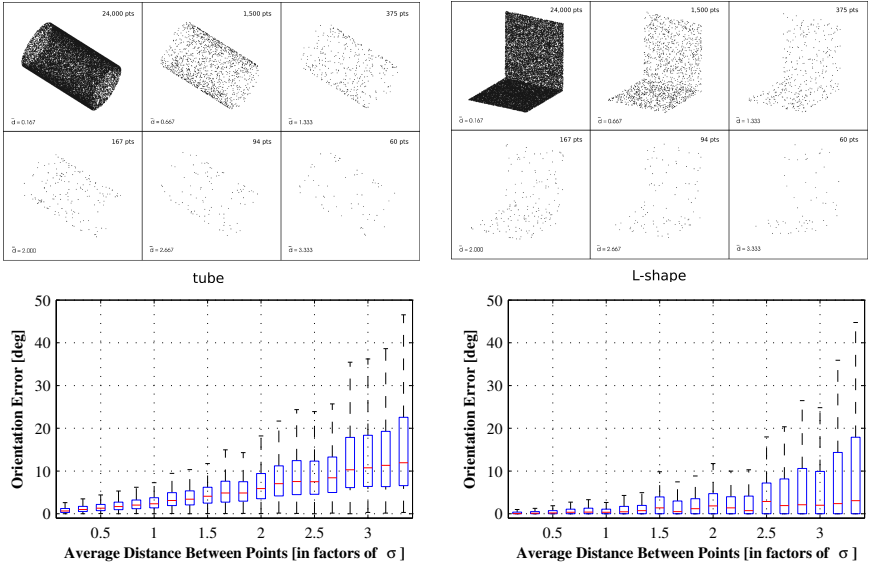 24,000 pts
1,500 pts
375 pts
d̄ = 0.167
d̄ = 0.667
d̄ = 1.333
167 pts
94 pts
60 pts
d̄ = 2.000
d̄ = 2.667
d̄ = 3.333
tube
24,000 pts
1,500 pts
375 pts
d̄ = 0.167
d̄ = 0.667
d̄ = 1.333
167 pts
94 pts
60 pts
d̄ = 2.000
d̄ = 2.667
d̄ = 3.333
L-shape
Orientation Error [deg]
50
40
30
20
10
0
0.5 1 1.5 2 2.5 3
Average Distance Between Points [in factors of σ ]
Orientation Error [deg]
50
40
30
20
10
0
0.5 1 1.5 2 2.5 3
Average Distance Between Points [in factors of σ ]